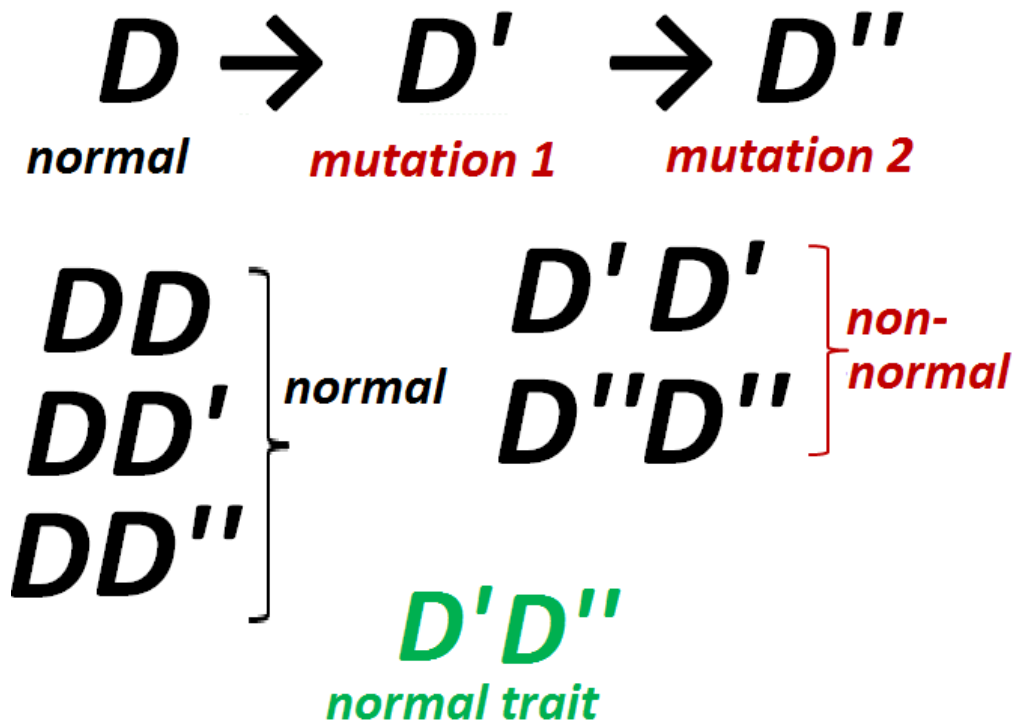 D → D' → D''
normal mutation 1 mutation 2
DD
DD'
DD''
normal
D' D'
D''D''
non-
normal
D'D''
normal trait